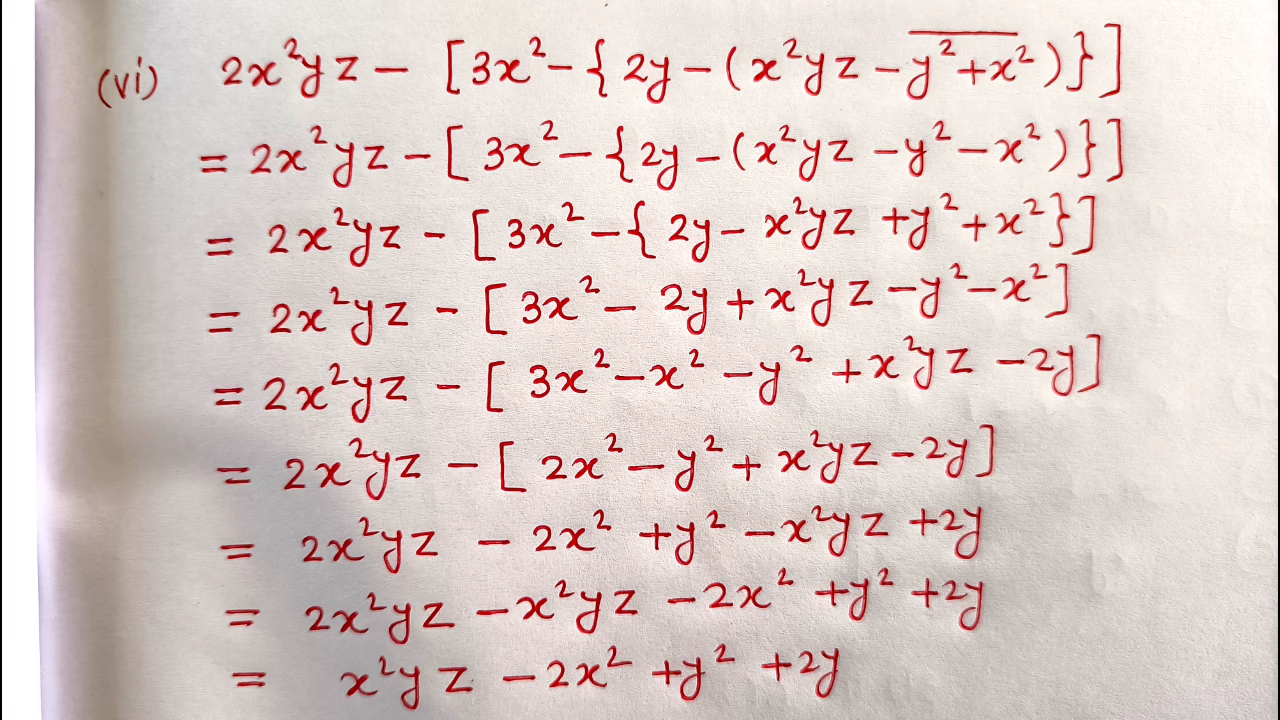 (vi) 2x²yz − [3x² − {2y − (x²yz − y̅²̅ ̅+̅ ̅x̅²)}]
= 2x²yz − [3x² − {2y − (x²yz − y² − x²)}]
= 2x²yz − [3x² − {2y − x²yz + y² + x²}]
= 2x²yz − [3x² − 2y + x²yz − y² − x²]
= 2x²yz − [3x² − x² − y² + x²yz − 2y]
= 2x²yz − [2x² − y² + x²yz − 2y]
= 2x²yz − 2x² + y² − x²yz + 2y
= 2x²yz − x²yz − 2x² + y² + 2y
= x²yz − 2x² + y² + 2y